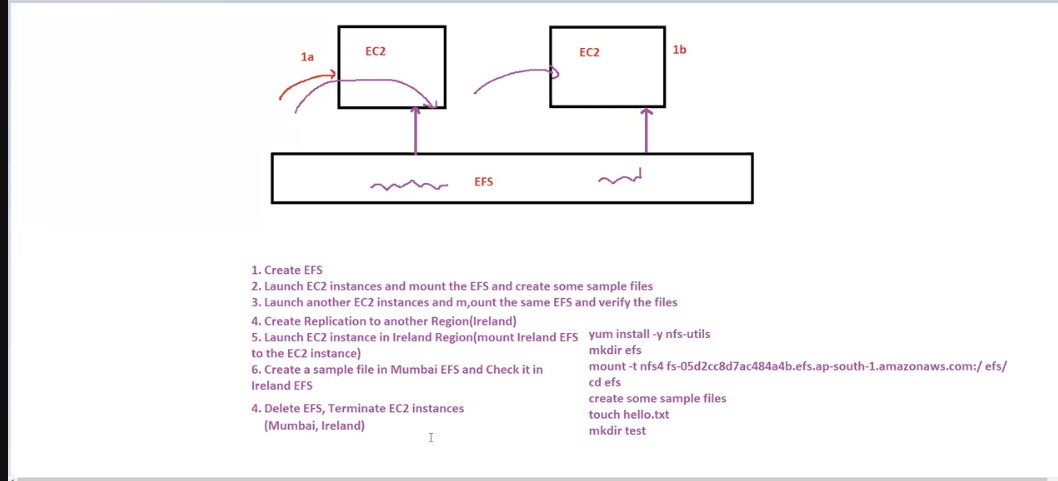 1a
EC2
EC2
1b
EFS
1. Create EFS
2. Launch EC2 instances and mount the EFS and create some sample files
3. Launch another EC2 instances and m,ount the same EFS and verify the files
4. Create Replication to another Region(Ireland)
5. Launch EC2 instance in Ireland Region(mount Ireland EFS
to the EC2 instance)
6. Create a sample file in Mumbai EFS and Check it in
Ireland EFS
4. Delete EFS, Terminate EC2 instances
(Mumbai, Ireland)
yum install -y nfs-utils
mkdir efs
mount -t nfs4 fs-05d2cc8d7ac484a4b.efs.ap-south-1.amazonaws.com:/ efs/
cd efs
create some sample files
touch hello.txt
mkdir test